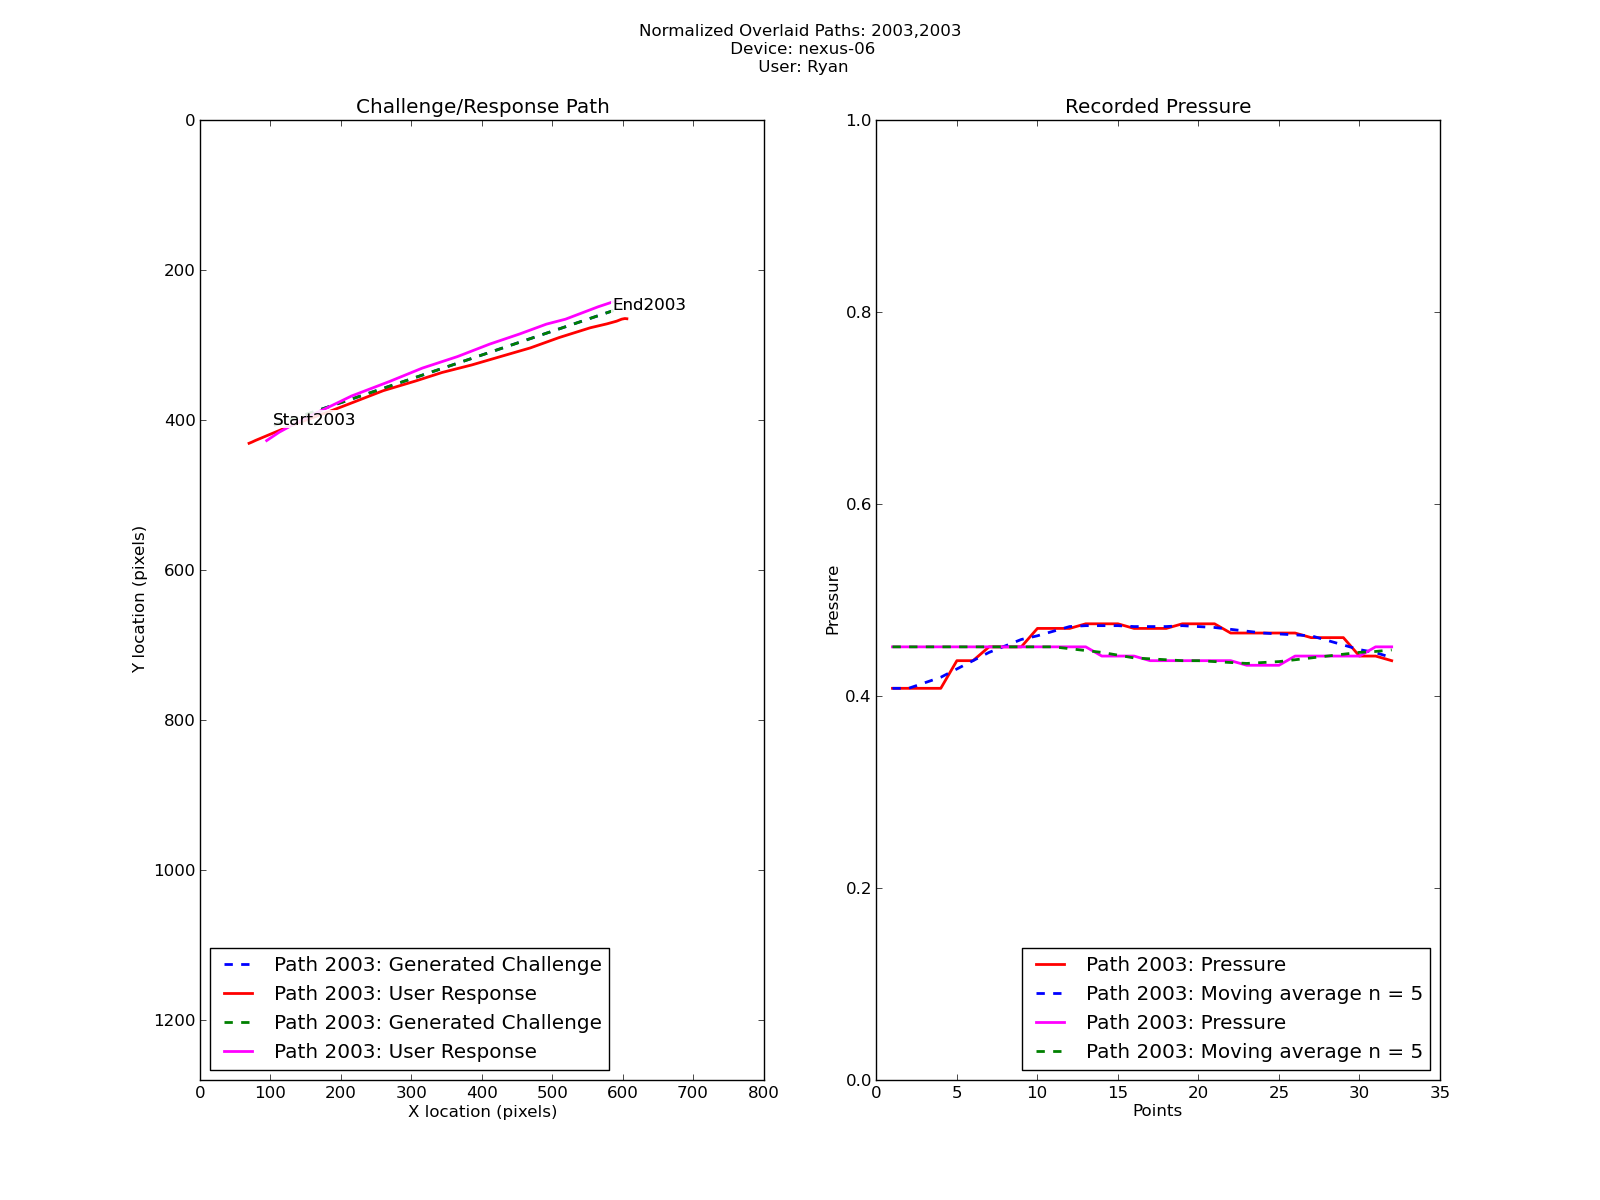 Normalized Overlaid Paths: 2003,2003
Device: nexus-06
User: Ryan
Challenge/Response Path
0
200
400
600
800
1000
1200
Y location (pixels)
End2003
Start2003
Path 2003: Generated Challenge
Path 2003: User Response
Path 2003: Generated Challenge
Path 2003: User Response
0 100 200 300 400 500 600 700 800
X location (pixels)
Recorded Pressure
1.0
0.8
0.6
0.4
0.2
0.0
Pressure
Path 2003: Pressure
Path 2003: Moving average n = 5
Path 2003: Pressure
Path 2003: Moving average n = 5
0 5 10 15 20 25 30 35
Points